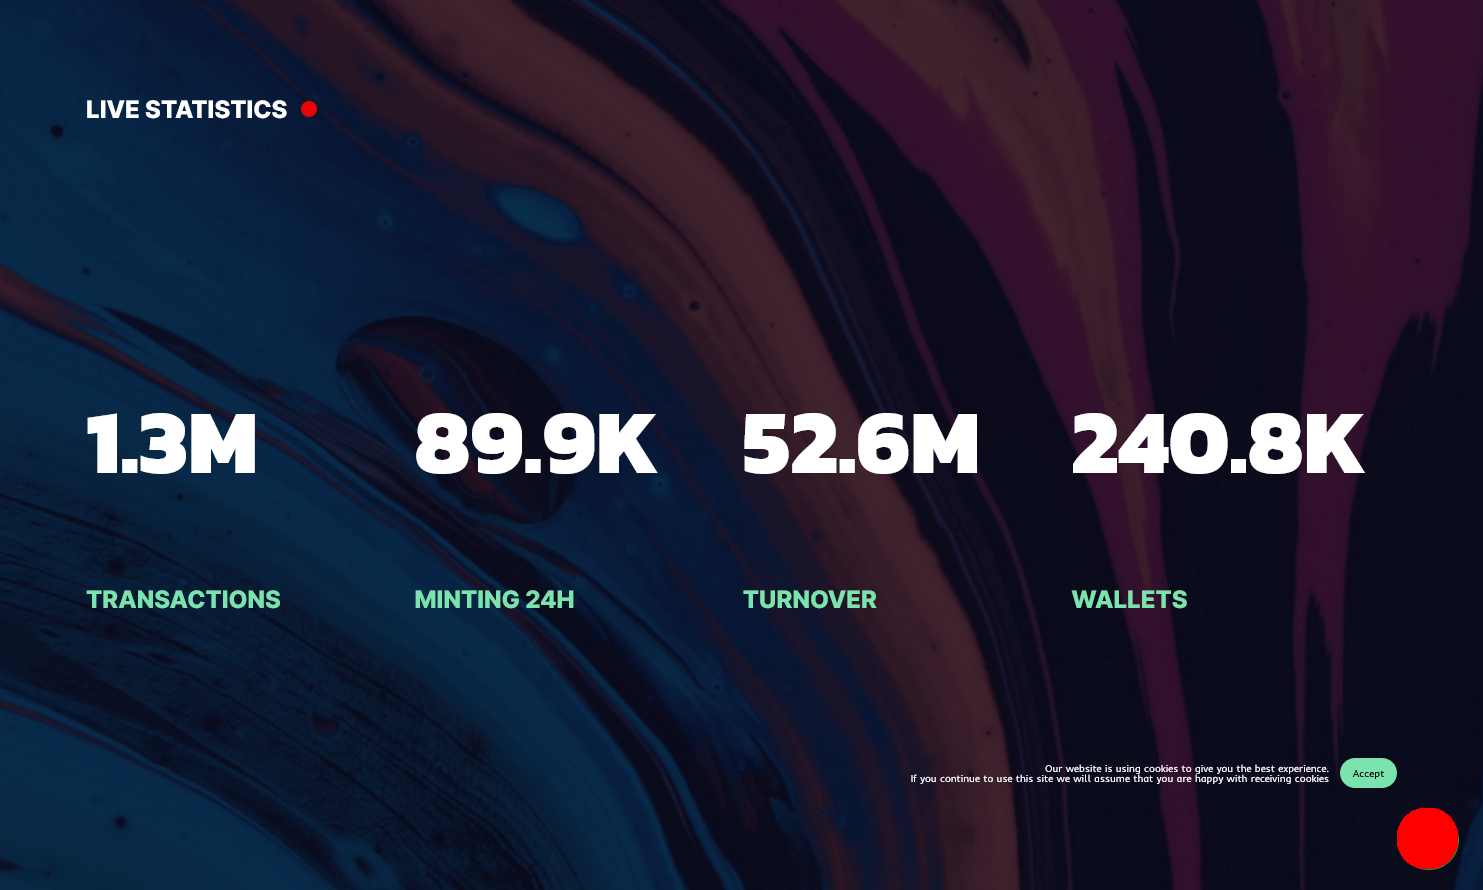 LIVE STATISTICS
1.3M
89.9K
52.6M
240.8K
TRANSACTIONS
MINTING 24H
TURNOVER
WALLETS
Our website is using cookies to give you the best experience.
If you continue to use this site we will assume that you are happy with receiving cookies
Accept